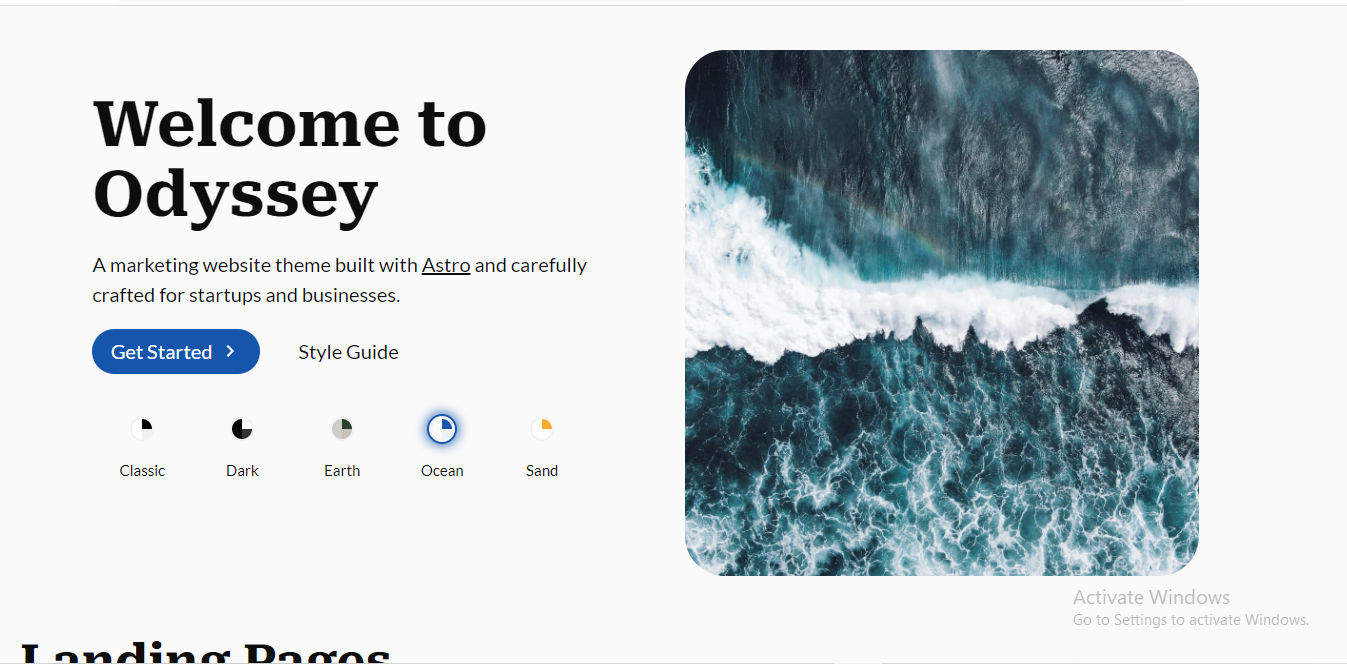 Welcome to
Odyssey
A marketing website theme built with Astro and carefully
crafted for startups and businesses.
Get Started
Style Guide
Classic
Dark
Earth
Ocean
Sand
Activate Windows
Go to Settings to activate Windows.
Landing Pages